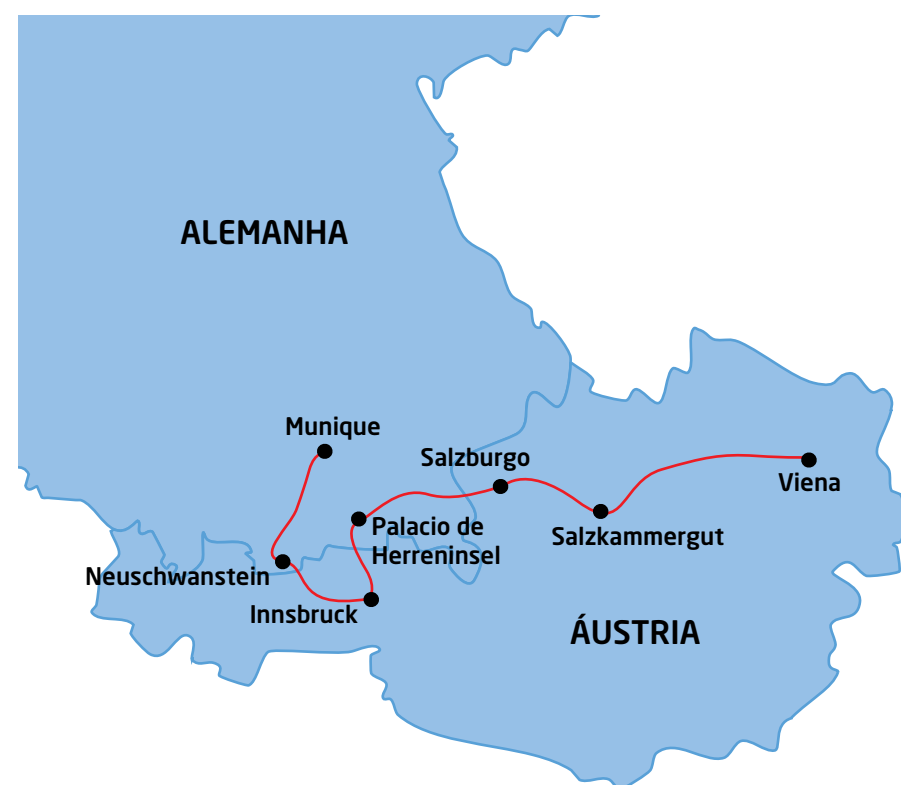 ALEMANHA
Munique
Salzburgo
Viena
Palacio de
Herreninsel
Salzkammergut
Neuschwanstein
Innsbruck
ÁUSTRIA